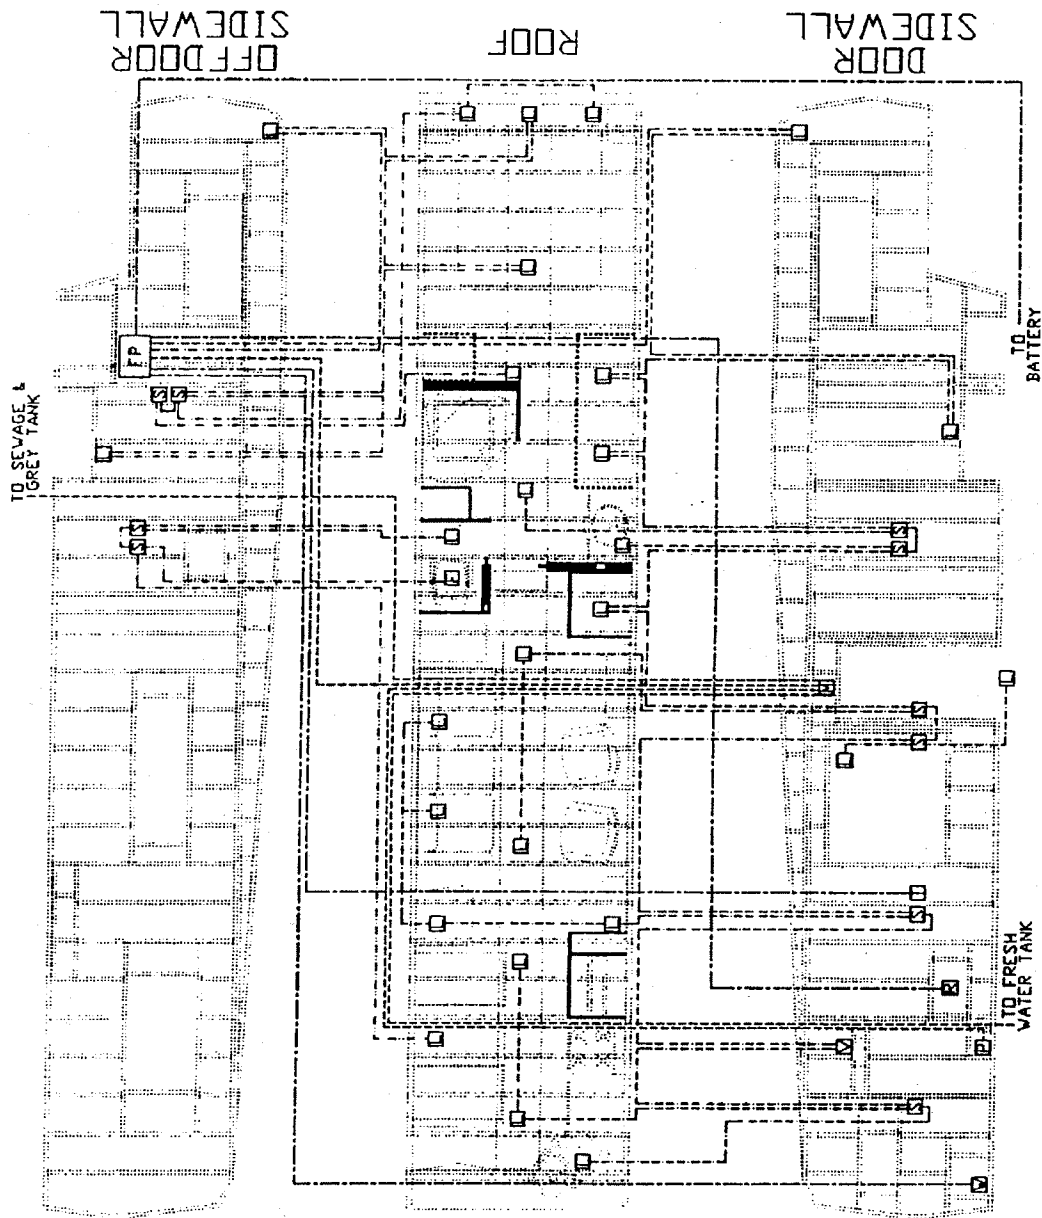 OFFDOOR
SIDEWALL
ROOF
DOOR
SIDEWALL
FP
TO SEWAGE &
GREY TANK
TO
BATTERY
TO FRESH
WATER TANK
S
S
S
S
S
S
S
S
S
R
V
P
S
V